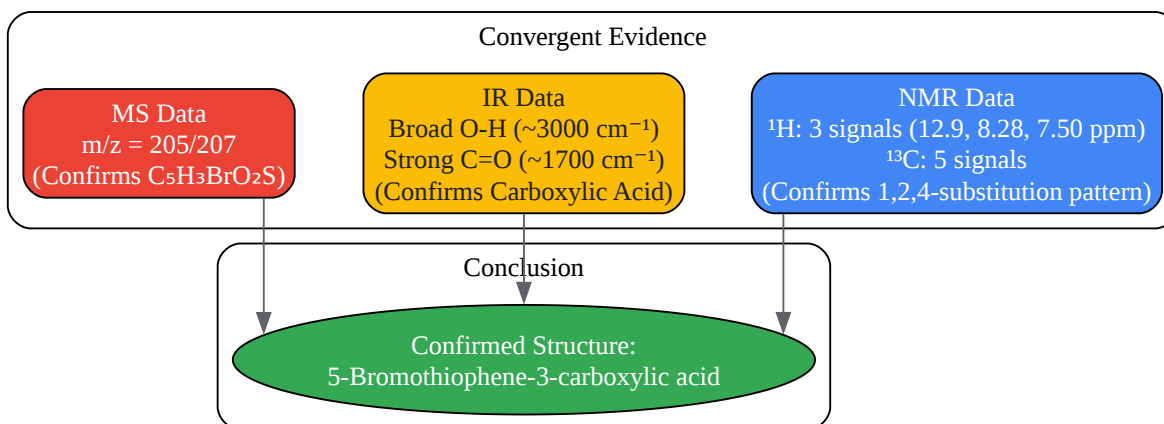 Convergent Evidence
MS Data
m/z = 205/207
(Confirms C₅H₃BrO₂S)
IR Data
Broad O-H (~3000 cm⁻¹)
Strong C=O (~1700 cm⁻¹)
(Confirms Carboxylic Acid)
NMR Data
¹H: 3 signals (12.9, 8.28, 7.50 ppm)
¹³C: 5 signals
(Confirms 1,2,4-substitution pattern)
Conclusion
Confirmed Structure:
5-Bromothiophene-3-carboxylic acid